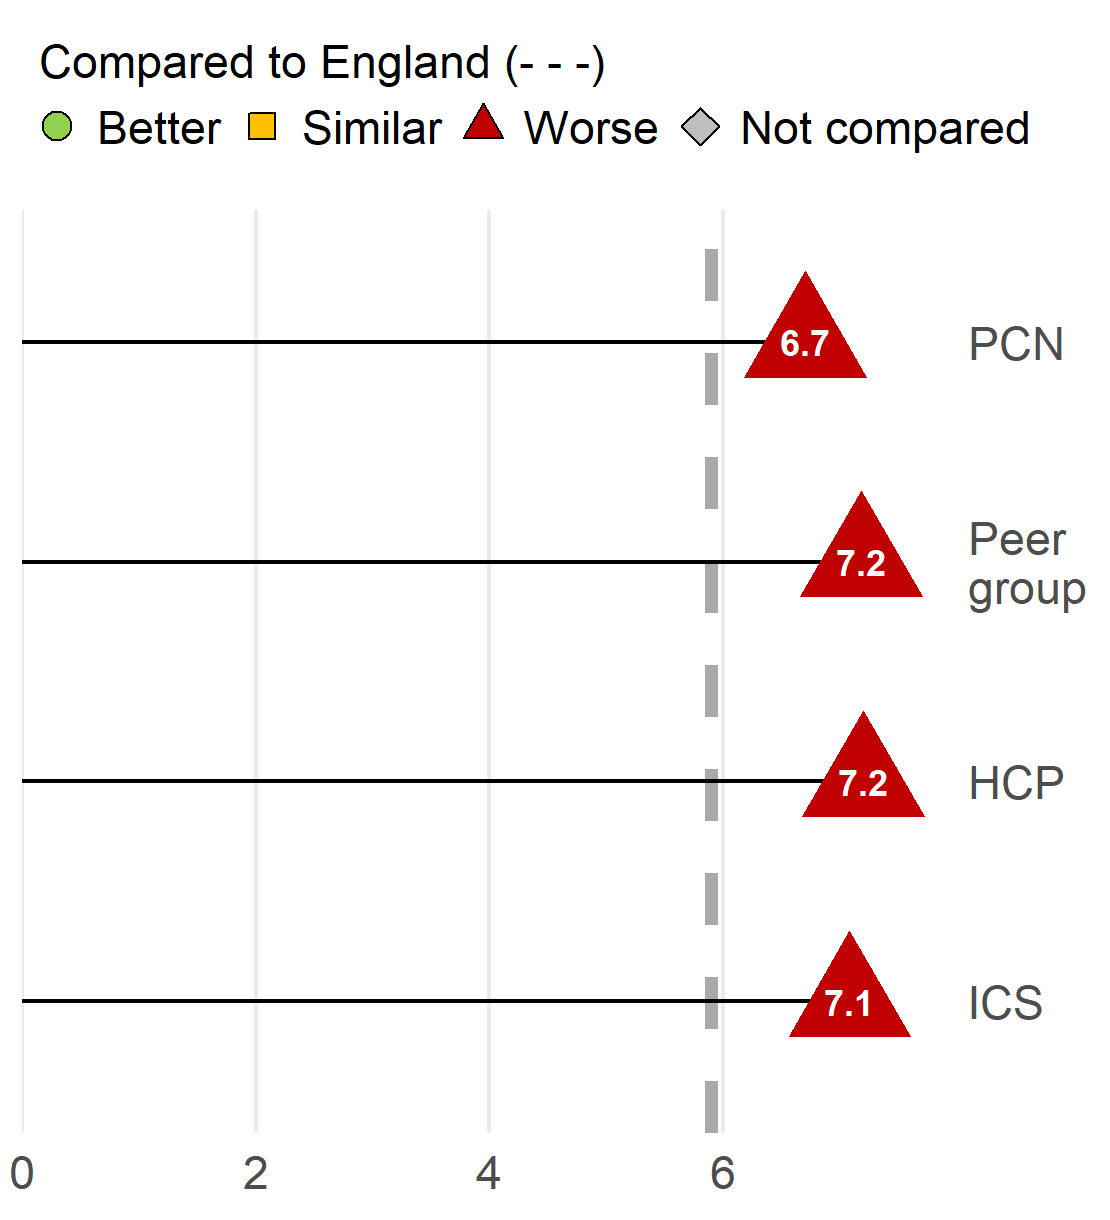 Compared to England (- - -)
Better Similar Worse Not compared
6.7 PCN
7.2 Peer
group
7.2 HCP
7.1 ICS
0 2 4 6